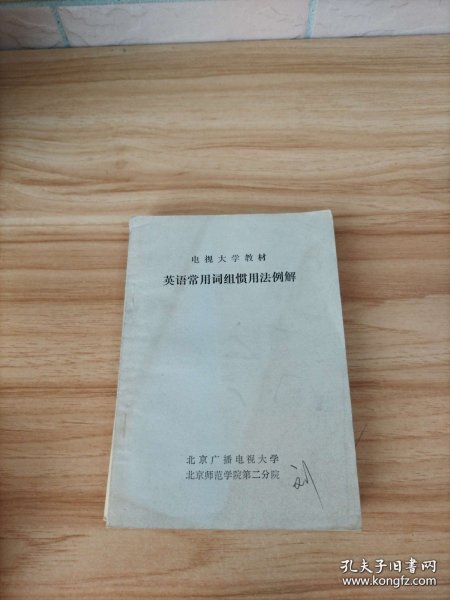 电视大学教材
英语常用词组惯用法例解
北京广播电视大学
北京师范学院第二分院
刘
孔夫子旧书网
www.kongfz.com